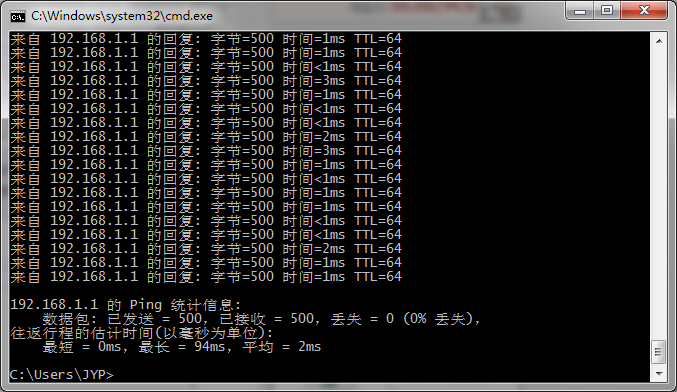 C:\Windows\system32\cmd.exe
来自 192.168.1.1 的回复: 字节=500 时间=1ms TTL=64
来自 192.168.1.1 的回复: 字节=500 时间=1ms TTL=64
来自 192.168.1.1 的回复: 字节=500 时间<1ms TTL=64
来自 192.168.1.1 的回复: 字节=500 时间=3ms TTL=64
来自 192.168.1.1 的回复: 字节=500 时间=1ms TTL=64
来自 192.168.1.1 的回复: 字节=500 时间<1ms TTL=64
来自 192.168.1.1 的回复: 字节=500 时间<1ms TTL=64
来自 192.168.1.1 的回复: 字节=500 时间=2ms TTL=64
来自 192.168.1.1 的回复: 字节=500 时间=3ms TTL=64
来自 192.168.1.1 的回复: 字节=500 时间=1ms TTL=64
来自 192.168.1.1 的回复: 字节=500 时间<1ms TTL=64
来自 192.168.1.1 的回复: 字节=500 时间=1ms TTL=64
来自 192.168.1.1 的回复: 字节=500 时间=1ms TTL=64
来自 192.168.1.1 的回复: 字节=500 时间<1ms TTL=64
来自 192.168.1.1 的回复: 字节=500 时间<1ms TTL=64
来自 192.168.1.1 的回复: 字节=500 时间=2ms TTL=64
来自 192.168.1.1 的回复: 字节=500 时间=1ms TTL=64
来自 192.168.1.1 的回复: 字节=500 时间=1ms TTL=64
192.168.1.1 的 Ping 统计信息:
数据包: 已发送 = 500，已接收 = 500，丢失 = 0 (0% 丢失)，
往返行程的估计时间(以毫秒为单位):
最短 = 0ms，最长 = 94ms，平均 = 2ms
C:\Users\JYP>